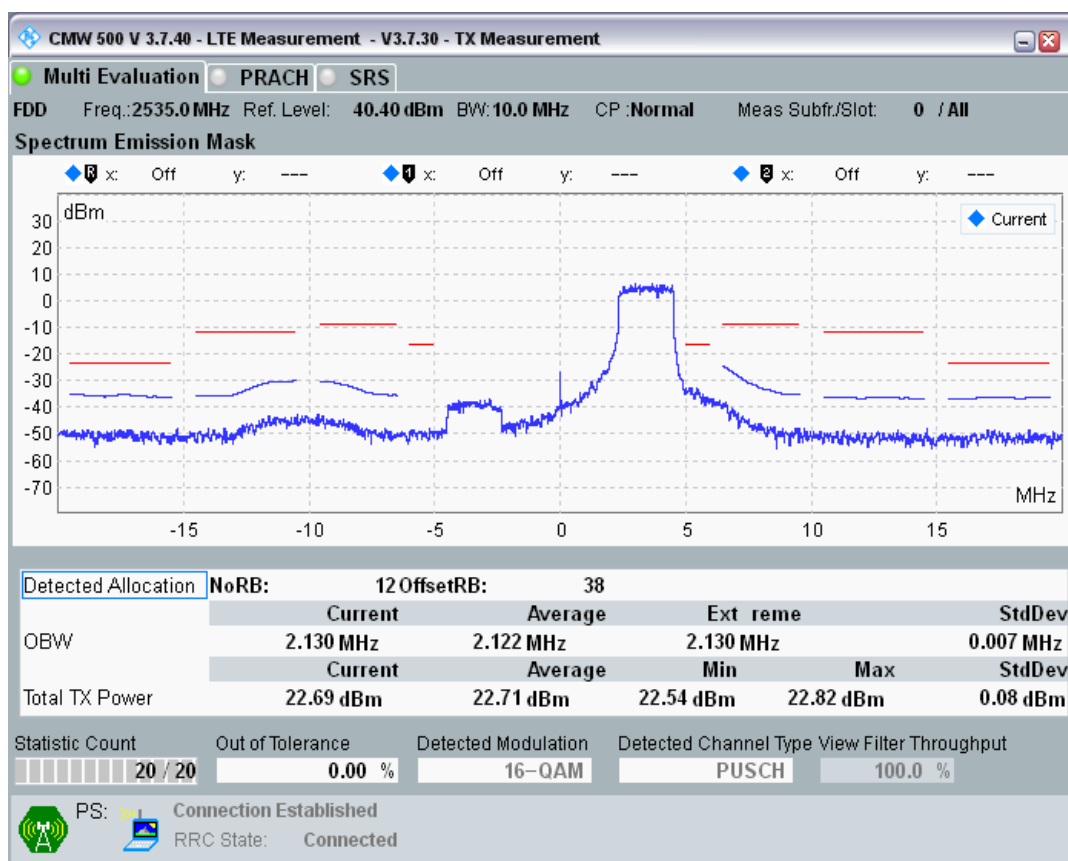 CMW 500 V 3.7.40 - LTE Measurement - V3.7.30 - TX Measurement
Multi Evaluation PRACH SRS
FDD Freq.:2535.0 MHz Ref. Level: 40.40 dBm BW: 10.0 MHz CP :Normal Meas Subfr./Slot: 0 / All
Spectrum Emission Mask
R x: Off y: --- 1 x: Off y: --- 2 x: Off y: ---
dBm
Current
30
20
10
0
-10
-20
-30
-40
-50
-60
-70
MHz
-15 -10 -5 0 5 10 15
Detected Allocation NoRB: 12 OffsetRB: 38
Current Average Ext reme StdDev
OBW 2.130 MHz 2.122 MHz 2.130 MHz 0.007 MHz
Current Average Min Max StdDev
Total TX Power 22.69 dBm 22.71 dBm 22.54 dBm 22.82 dBm 0.08 dBm
Statistic Count Out of Tolerance Detected Modulation Detected Channel Type View Filter Throughput
20 / 20 0.00 % 16-QAM PUSCH 100.0 %
PS: Connection Established
RRC State: Connected